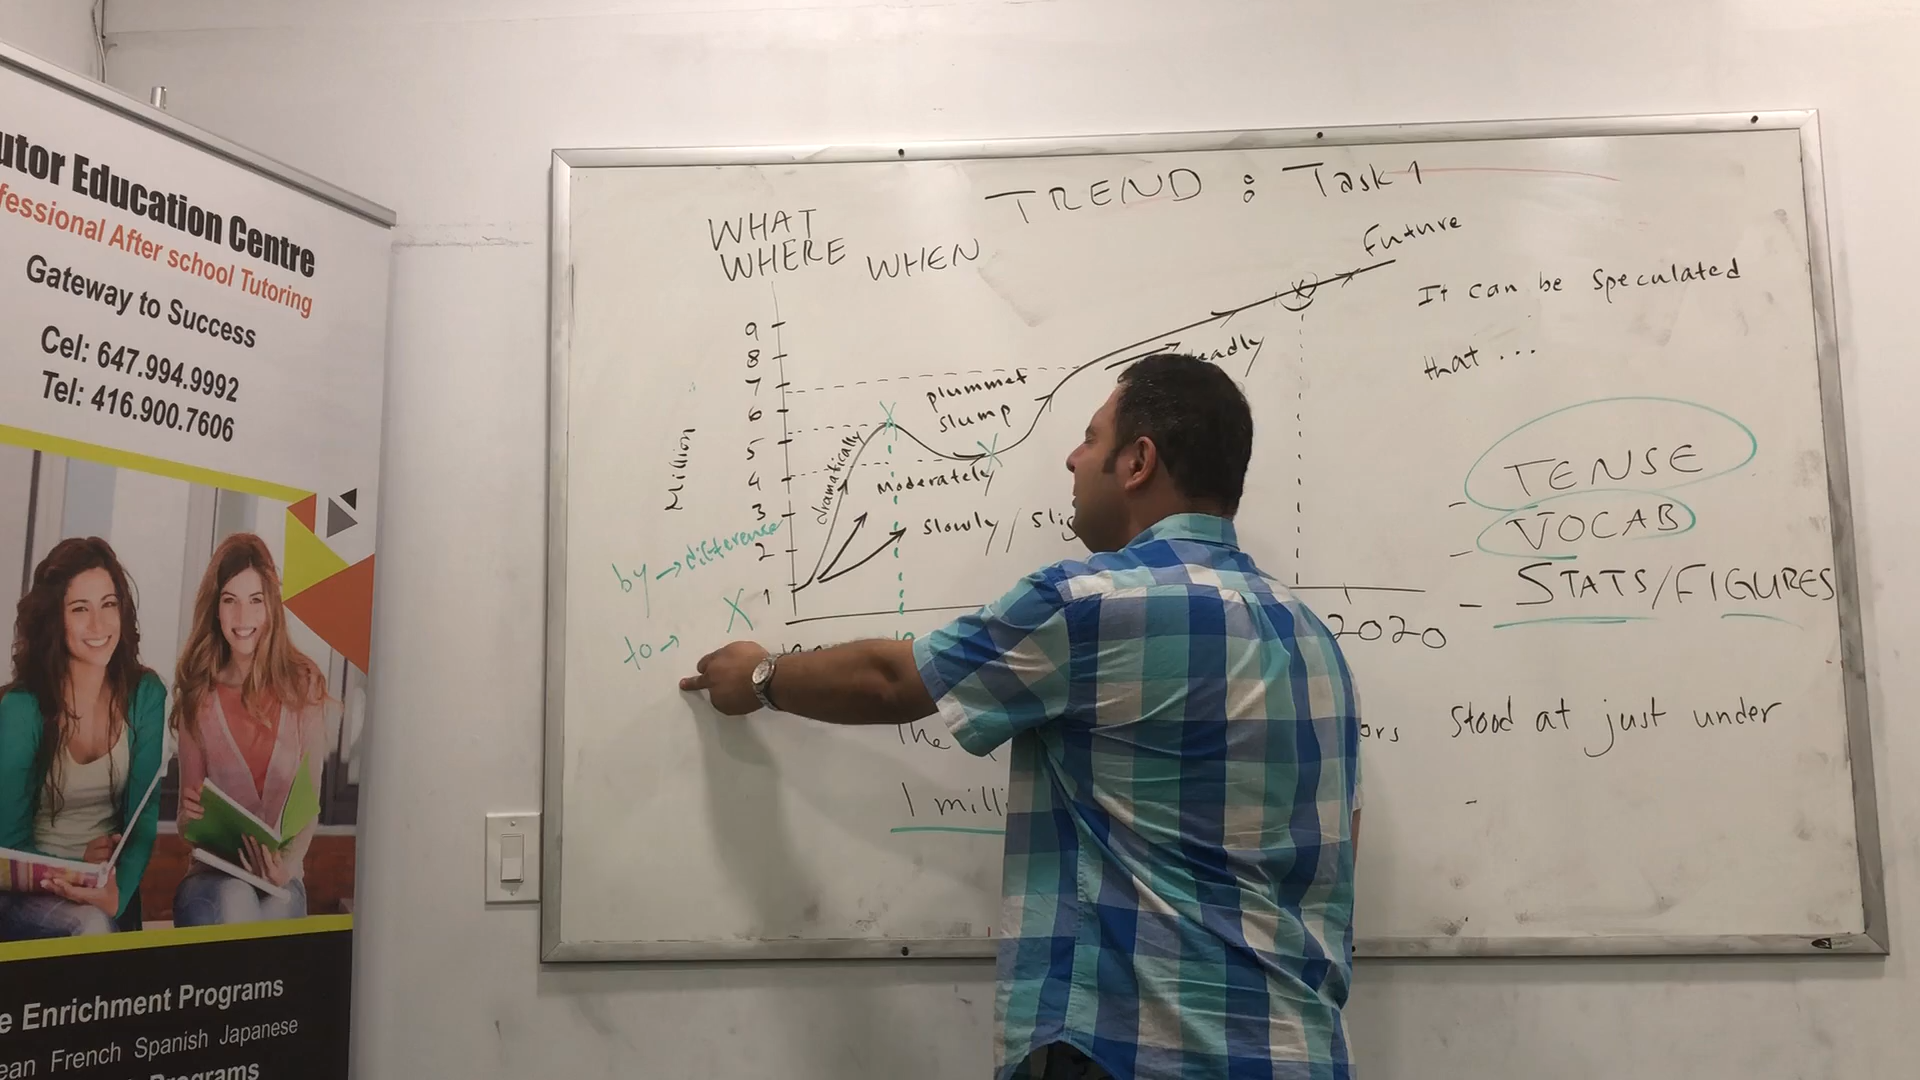 utor Education Centre
fessional After school Tutoring
Gateway to Success
Cel: 647.994.9992
Tel: 416.900.7606
e Enrichment Programs
ean French Spanish Japanese
Programs
TREND : Task 1
WHAT
WHERE WHEN
Future
It can be speculated
that ...
9
8
7
6
5
4
3
2
1
Million
dramatically
plummet
slump
eadly
Moderately
slowly / slig
by → difference
X
to →
2020
- TENSE
- VOCAB
- STATS/FIGURES
The
ors stood at just under
1 milli